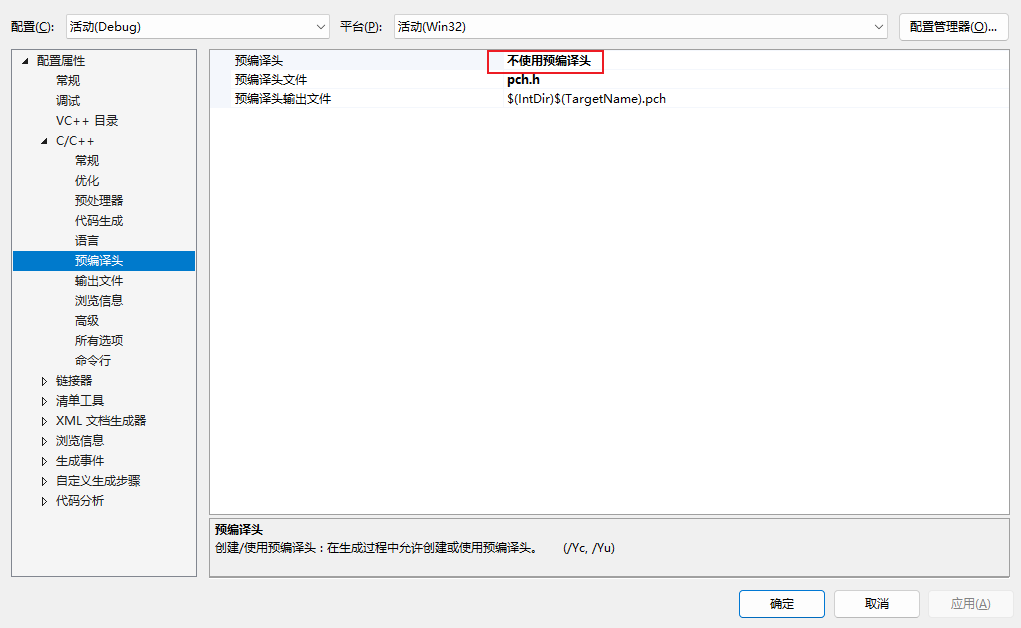 配置(C): 活动(Debug) 平台(P): 活动(Win32) 配置管理器(O)...
配置属性
常规
调试
VC++ 目录
C/C++
常规
优化
预处理器
代码生成
语言
预编译头
输出文件
浏览信息
高级
所有选项
命令行
链接器
清单工具
XML 文档生成器
浏览信息
生成事件
自定义生成步骤
代码分析
预编译头 不使用预编译头
预编译头文件 pch.h
预编译头输出文件 $(IntDir)$(TargetName).pch
预编译头
创建/使用预编译头：在生成过程中允许创建或使用预编译头。 (/Yc, /Yu)
确定 取消 应用(A)